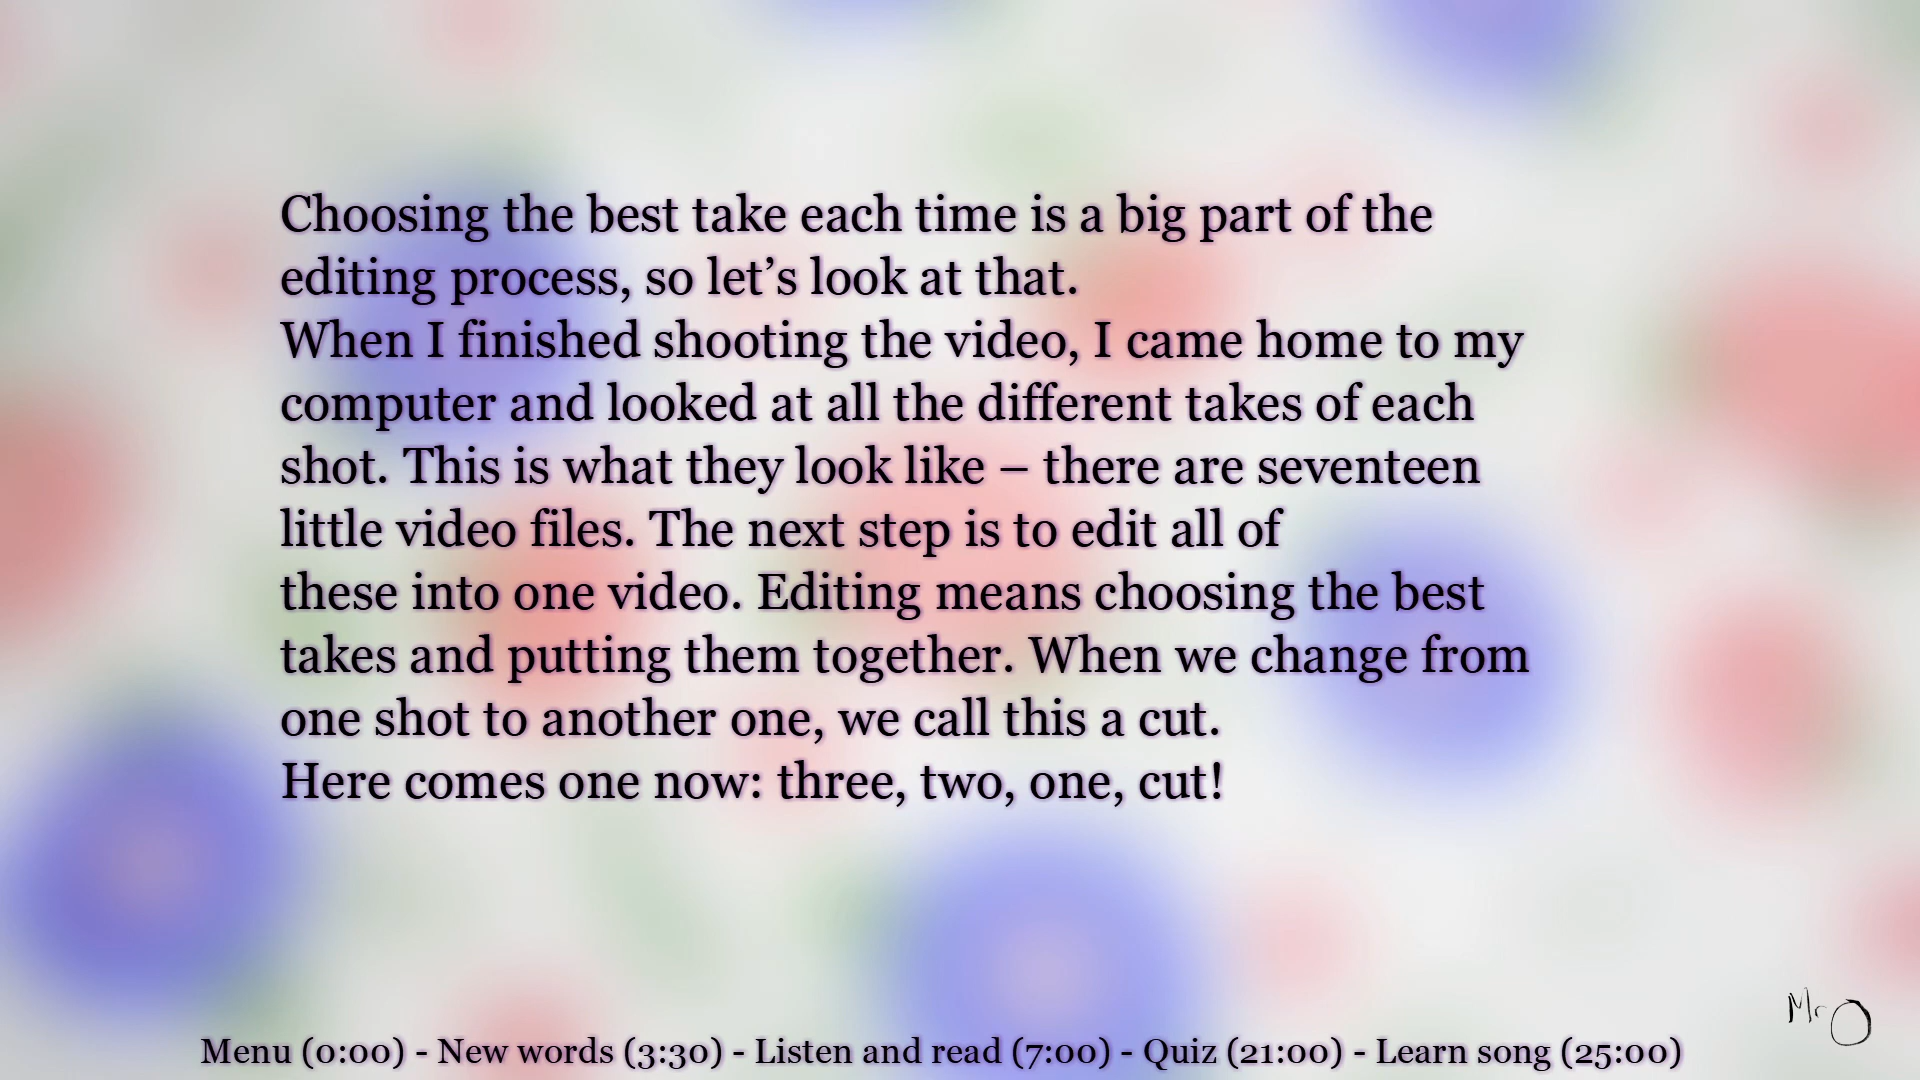 Choosing the best take each time is a big part of the
editing process, so let’s look at that.
When I finished shooting the video, I came home to my
computer and looked at all the different takes of each
shot. This is what they look like – there are seventeen
little video files. The next step is to edit all of
these into one video. Editing means choosing the best
takes and putting them together. When we change from
one shot to another one, we call this a cut.
Here comes one now: three, two, one, cut!
Mr O
Menu (0:00) - New words (3:30) - Listen and read (7:00) - Quiz (21:00) - Learn song (25:00)